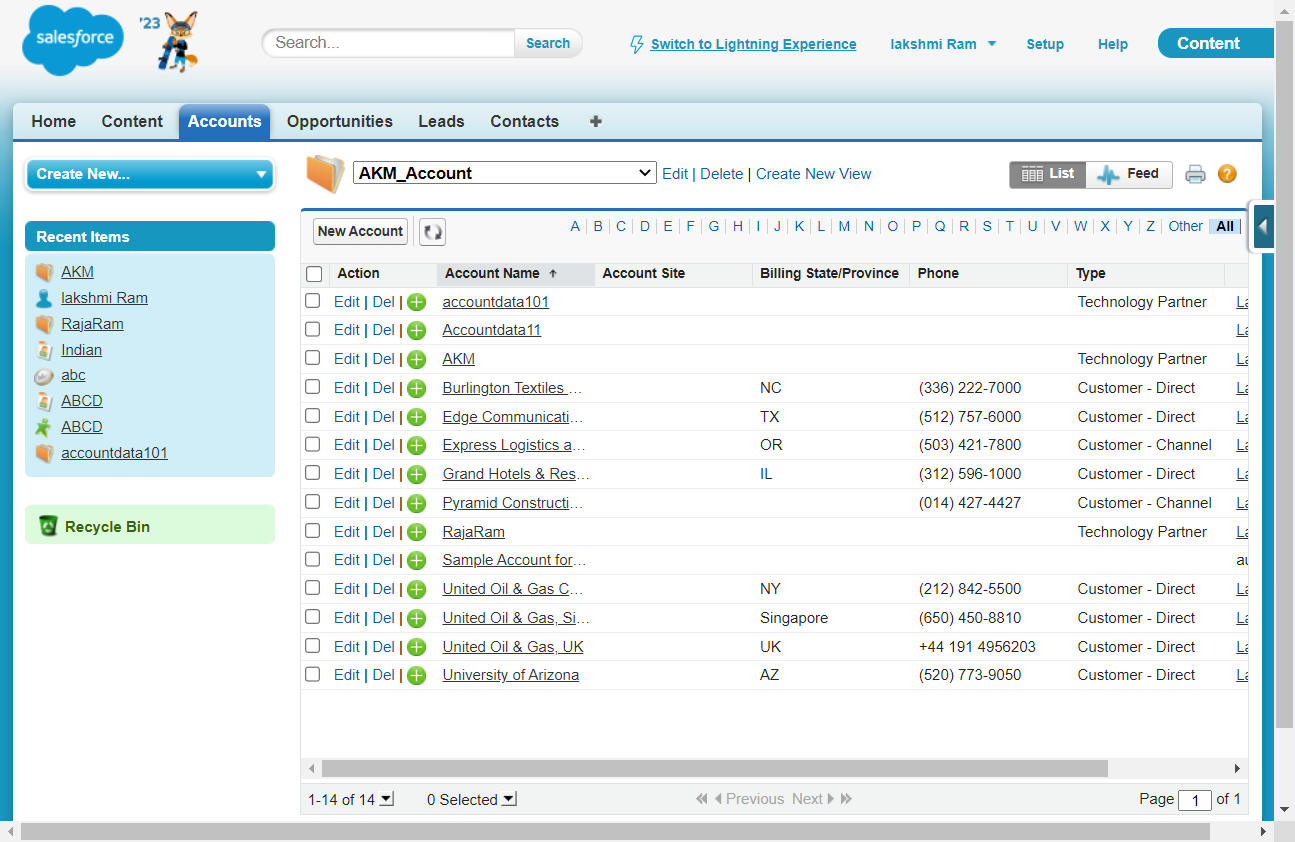 salesforce '23 Search... Search Switch to Lightning Experience lakshmi Ram Setup Help Content
Home Content Accounts Opportunities Leads Contacts
Create New...
AKM_Account Edit | Delete | Create New View List Feed
Recent Items
AKM
lakshmi Ram
RajaRam
Indian
abc
ABCD
ABCD
accountdata101
Recycle Bin
New Account A B C D E F G H I J K L M N O P Q R S T U V W X Y Z Other All
Action Account Name Account Site Billing State/Province Phone Type
Edit | Del | accountdata101 Technology Partner La
Edit | Del | Accountdata11 La
Edit | Del | AKM Technology Partner La
Edit | Del | Burlington Textiles ... NC (336) 222-7000 Customer - Direct La
Edit | Del | Edge Communicati... TX (512) 757-6000 Customer - Direct La
Edit | Del | Express Logistics a... OR (503) 421-7800 Customer - Channel La
Edit | Del | Grand Hotels & Res... IL (312) 596-1000 Customer - Direct La
Edit | Del | Pyramid Constructi... (014) 427-4427 Customer - Channel La
Edit | Del | RajaRam Technology Partner La
Edit | Del | Sample Account for... au
Edit | Del | United Oil & Gas C... NY (212) 842-5500 Customer - Direct La
Edit | Del | United Oil & Gas, Si... Singapore (650) 450-8810 Customer - Direct La
Edit | Del | United Oil & Gas, UK UK +44 191 4956203 Customer - Direct La
Edit | Del | University of Arizona AZ (520) 773-9050 Customer - Direct La
1-14 of 14 0 Selected Previous Next Page 1 of 1